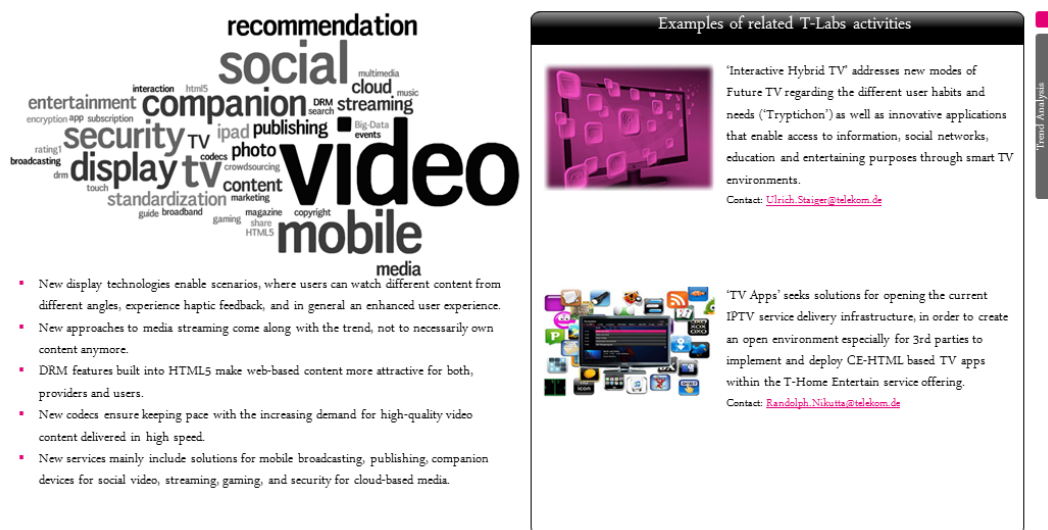 recommendation
social
multimedia
cloud
music
interaction html5
entertainment companion DRM search streaming
encryption app subscription
security TV ipad publishing Big-Data events
rating1
broadcasting display tv codecs photo video
crowdsourcing
drm
touch
content
standardization marketing
guide broadband magazine copyright
gaming share
HTML5 mobile
media
New display technologies enable scenarios, where users can watch different content from
different angles, experience haptic feedback, and in general an enhanced user experience.
New approaches to media streaming come along with the trend, not to necessarily own
content anymore.
DRM features built into HTML5 make web-based content more attractive for both,
providers and users.
New codecs ensure keeping pace with the increasing demand for high-quality video
content delivered in high speed.
New services mainly include solutions for mobile broadcasting, publishing, companion
devices for social video, streaming, gaming, and security for cloud-based media.
Examples of related T-Labs activities
‘Interactive Hybrid TV’ addresses new modes of
Future TV regarding the different user habits and
needs (‘Tryptichon’) as well as innovative applications
that enable access to information, social networks,
education and entertaining purposes through smart TV
environments.
Contact: Ulrich.Staiger@telekom.de
‘TV Apps’ seeks solutions for opening the current
IPTV service delivery infrastructure, in order to create
an open environment especially for 3rd parties to
implement and deploy CE-HTML based TV apps
within the T-Home Entertain service offering.
Contact: Randolph.Nikutta@telekom.de
Trend Analysis